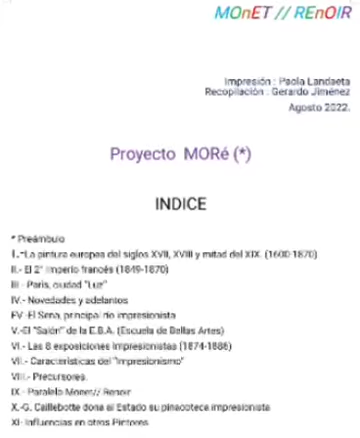 MOnET // REnOIR
Impresión : Paola Landaeta
Recopilación : Gerardo Jiménez
Agosto 2022.
Proyecto MORé (*)
INDICE
* Preámbulo
I.-La pintura europea del siglos XVII, XVIII y mitad del XIX. (1600-1870)
II.- El 2° Imperio francés (1849-1870)
III.- París, ciudad "Luz"
IV.- Novedades y adelantos
EV.-El Sena, principal río impresionista
V.-El "Salón" de la E.B.A. (Escuela de Bellas Artes)
VI.- Las 8 exposiciones Impresionistas (1874-1886)
VII.- Características del "Impresionismo"
VIII.- Precursores.
IX.- Paralelo Monet// Renoir
X.-G. Caillebotte dona al Estado su pinacoteca impresionista
XI-Influencias en otros Pintores